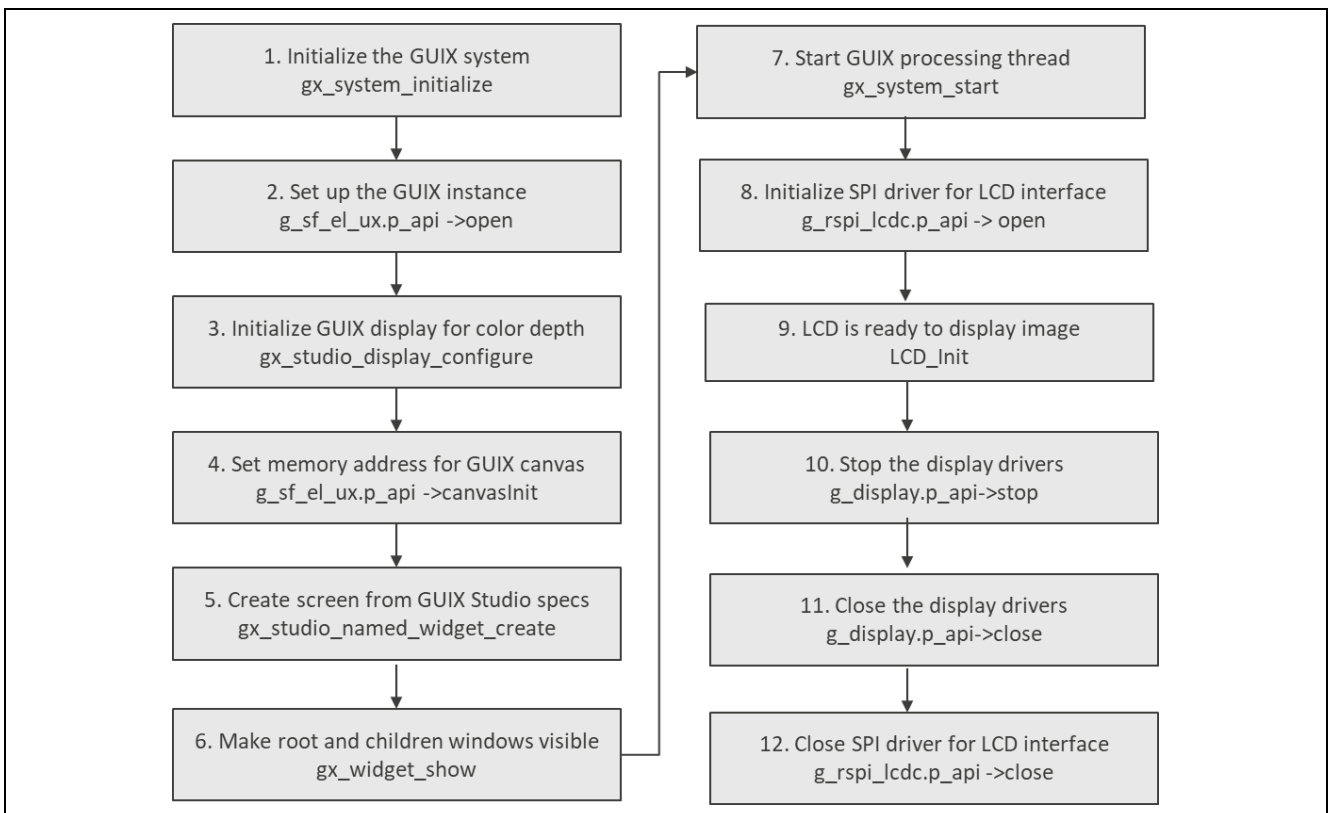 1. Initialize the GUIX system
gx_system_initialize
2. Set up the GUIX instance
g_sf_el_ux.p_api ->open
3. Initialize GUIX display for color depth
gx_studio_display_configure
4. Set memory address for GUIX canvas
g_sf_el_ux.p_api ->canvasInit
5. Create screen from GUIX Studio specs
gx_studio_named_widget_create
6. Make root and children windows visible
gx_widget_show
7. Start GUIX processing thread
gx_system_start
8. Initialize SPI driver for LCD interface
g_rspi_lcdc.p_api -> open
9. LCD is ready to display image
LCD_Init
10. Stop the display drivers
g_display.p_api->stop
11. Close the display drivers
g_display.p_api->close
12. Close SPI driver for LCD interface
g_rspi_lcdc.p_api ->close